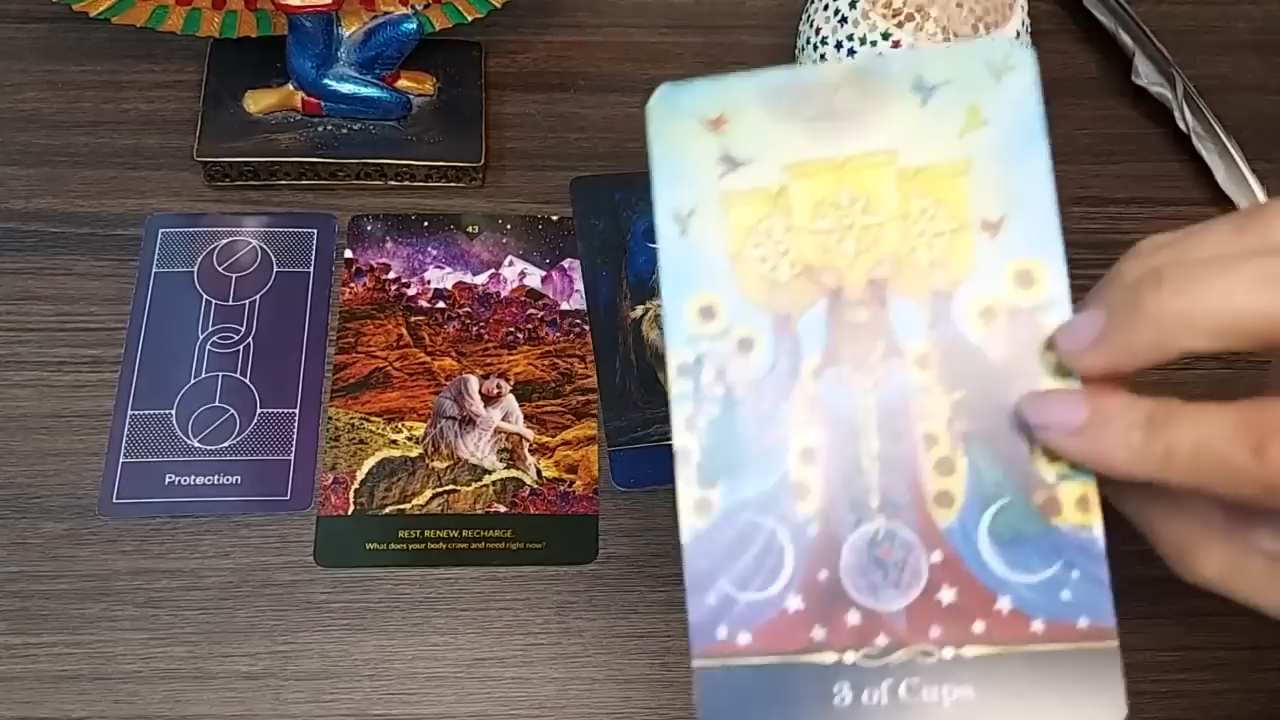 43
Protection
REST, RENEW, RECHARGE.
What does your body crave and need right now?
3 of Cups